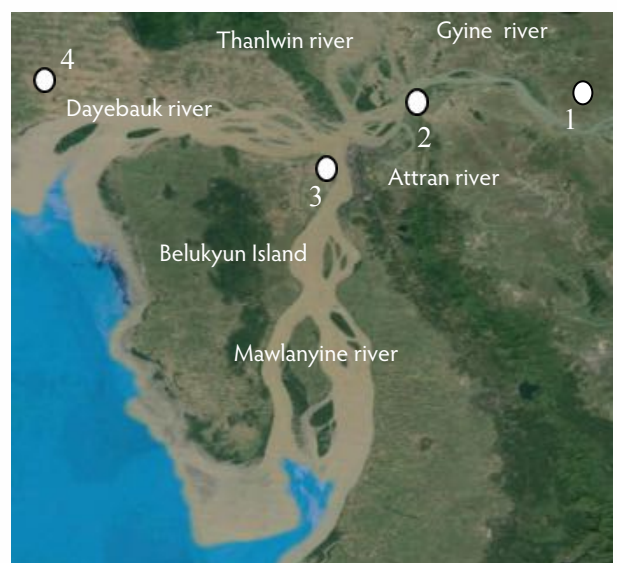 Gyine river
Thanlwin river
4
Dayebauk river
1
2
Attran river
3
Belukyun Island
Mawlanyine river